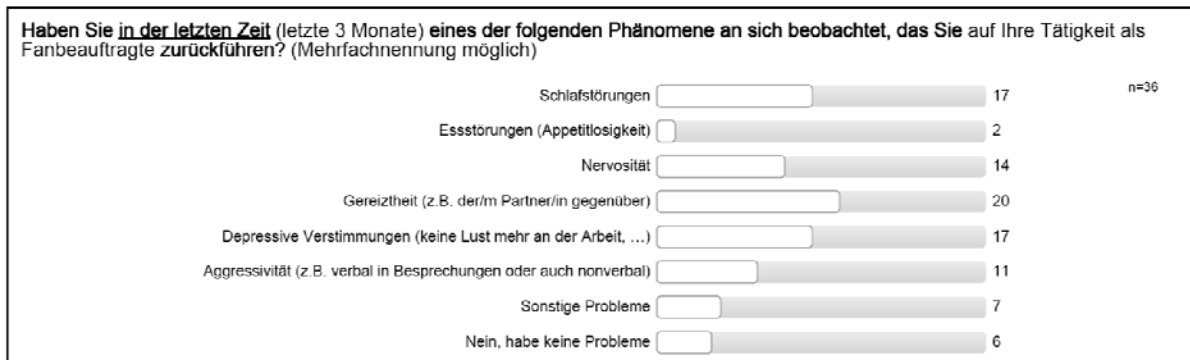 Haben Sie in der letzten Zeit (letzte 3 Monate) eines der folgenden Phänomene an sich beobachtet, das Sie auf Ihre Tätigkeit als
Fanbeauftragte zurückführen? (Mehrfachnennung möglich)
n=36
Schlafstörungen 17
Essstörungen (Appetitlosigkeit) 2
Nervosität 14
Gereiztheit (z.B. der/m Partner/in gegenüber) 20
Depressive Verstimmungen (keine Lust mehr an der Arbeit, ...) 17
Aggressivität (z.B. verbal in Besprechungen oder auch nonverbal) 11
Sonstige Probleme 7
Nein, habe keine Probleme 6